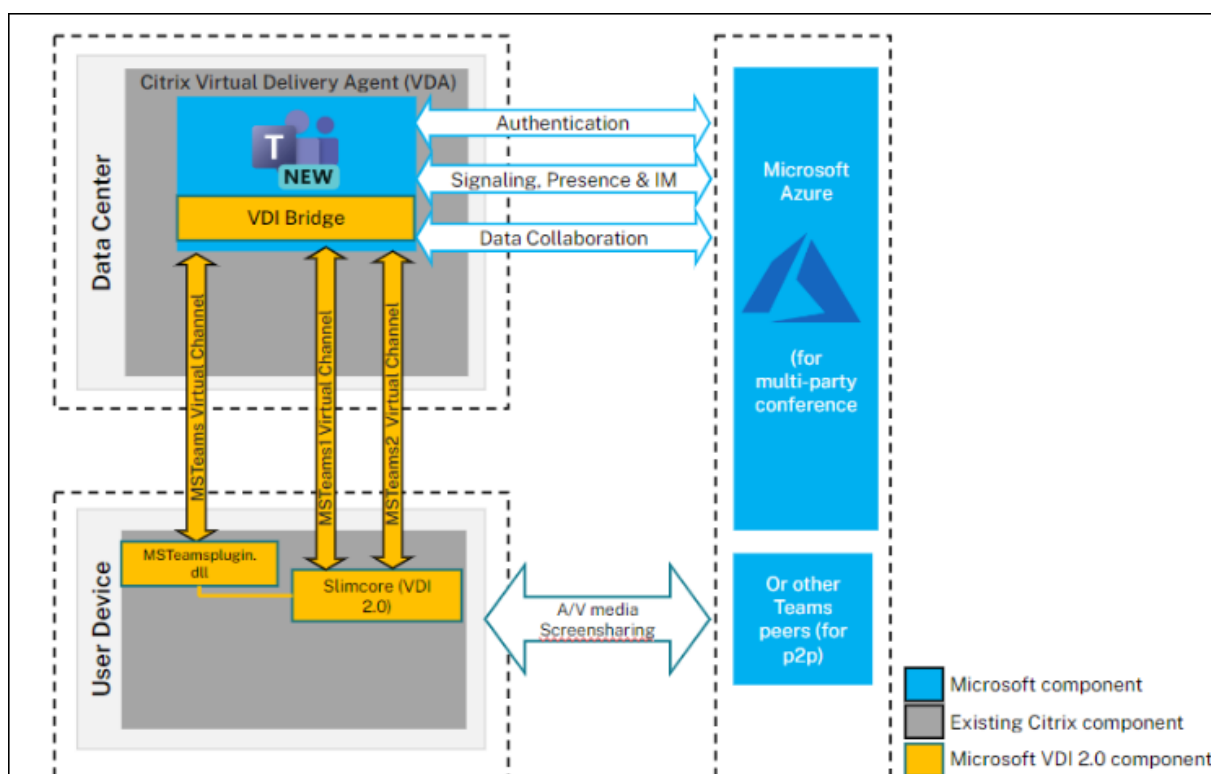 Data Center
Citrix Virtual Delivery Agent (VDA)
T
NEW
VDI Bridge
Authentication
Signaling, Presence & IM
Data Collaboration
Microsoft
Azure
(for
multi-party
conference
MSTeams Virtual Channel
MSTeams1 Virtual Channel
MSTeams2 Virtual Channel
User Device
MSTeamsplugin.
dll
Slimcore (VDI
2.0)
A/V media
Screensharing
Or other
Teams
peers (for
p2p)
Microsoft component
Existing Citrix component
Microsoft VDI 2.0 component